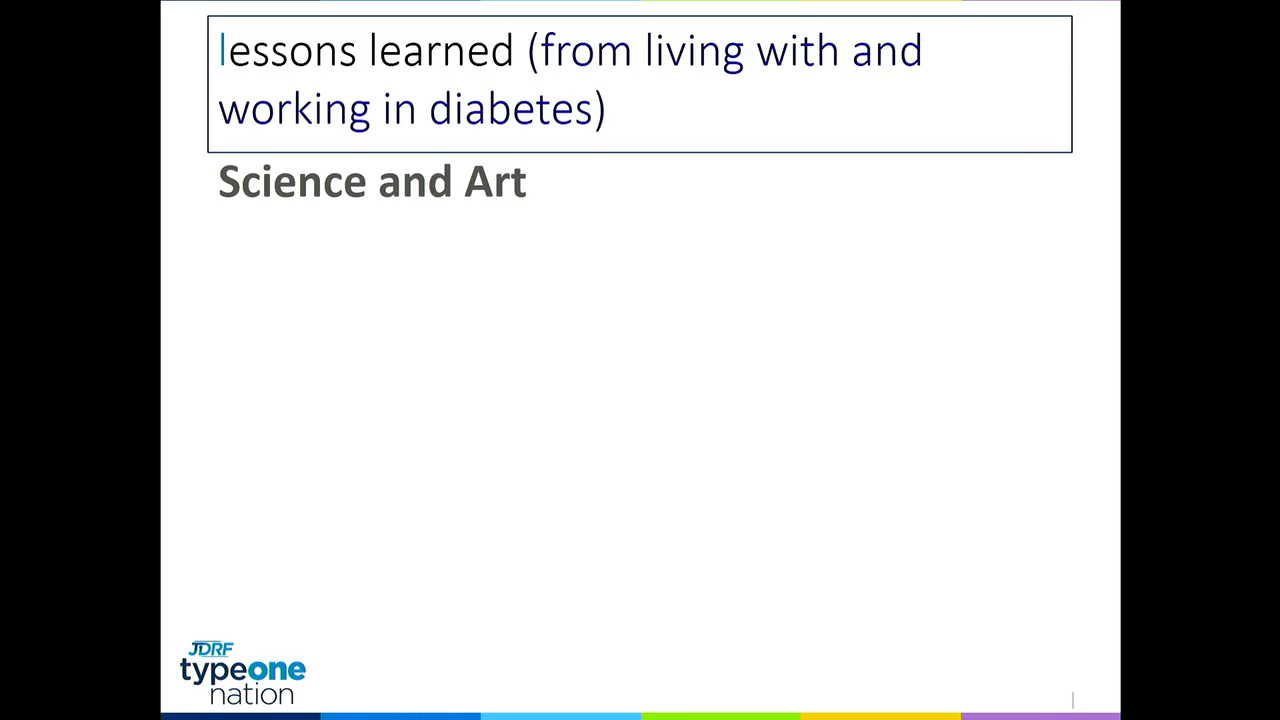 lessons learned (from living with and
working in diabetes)
Science and Art
JDRF
typeone
nation